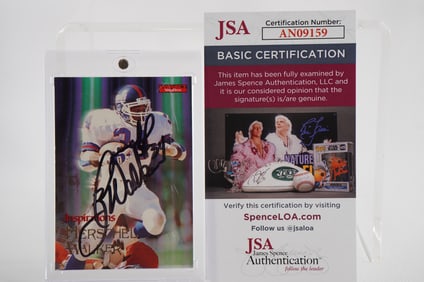 Inspirations
HERSCHEL
WALKER
JSA
Certification Number:
AN09159
BASIC CERTIFICATION
This item has been fully examined by
James Spence Authentication, LLC and
it is our considered opinion that the
signature(s) is/are genuine.
Verify this certification by visiting
SpenceLOA.com
Follow us @jsaloa
JSA
James Spence
Authentication
follow the leader